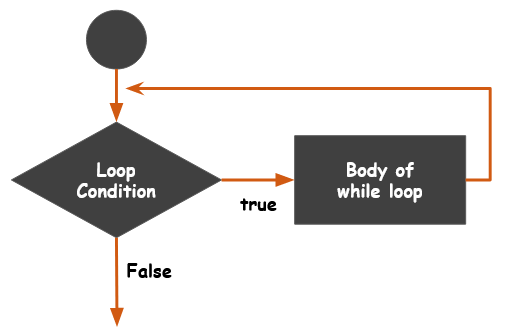 Loop
Condition
true
Body of
while loop
False